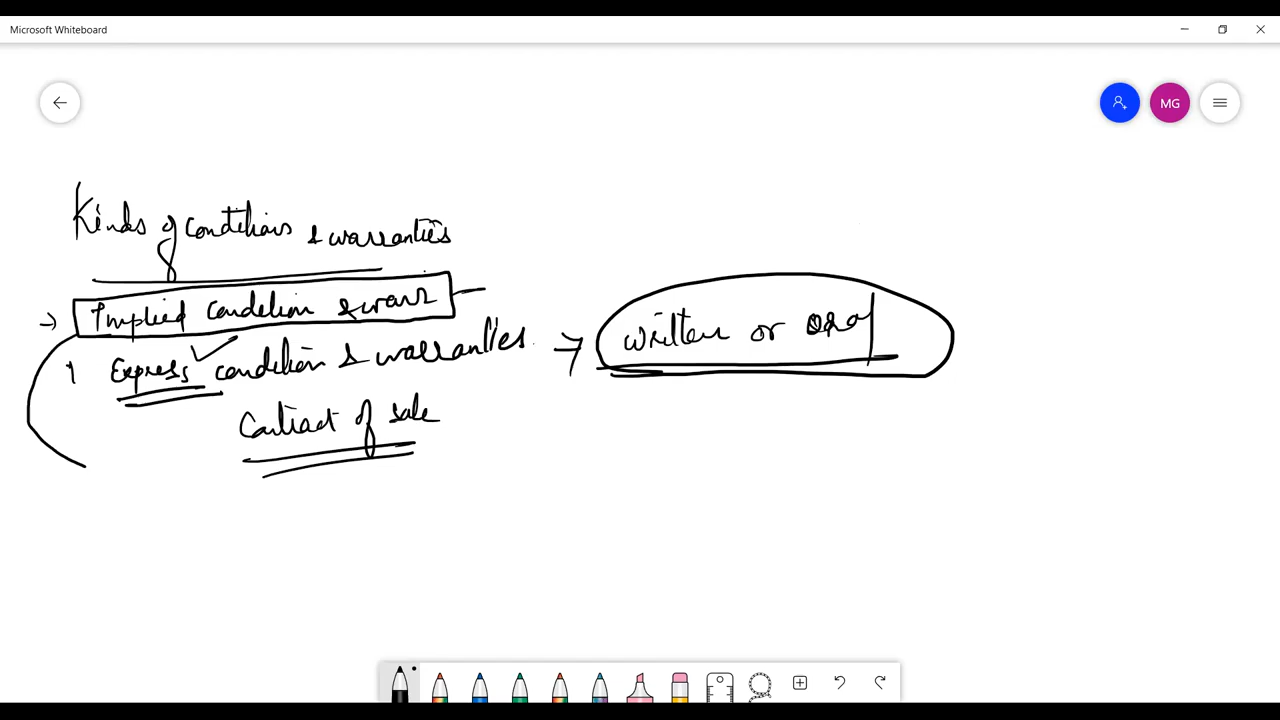 Microsoft Whiteboard
MG
Kinds of conditions & warranties
Implied condition & warr
Express condition & warranties
written or oral
Contract of sale